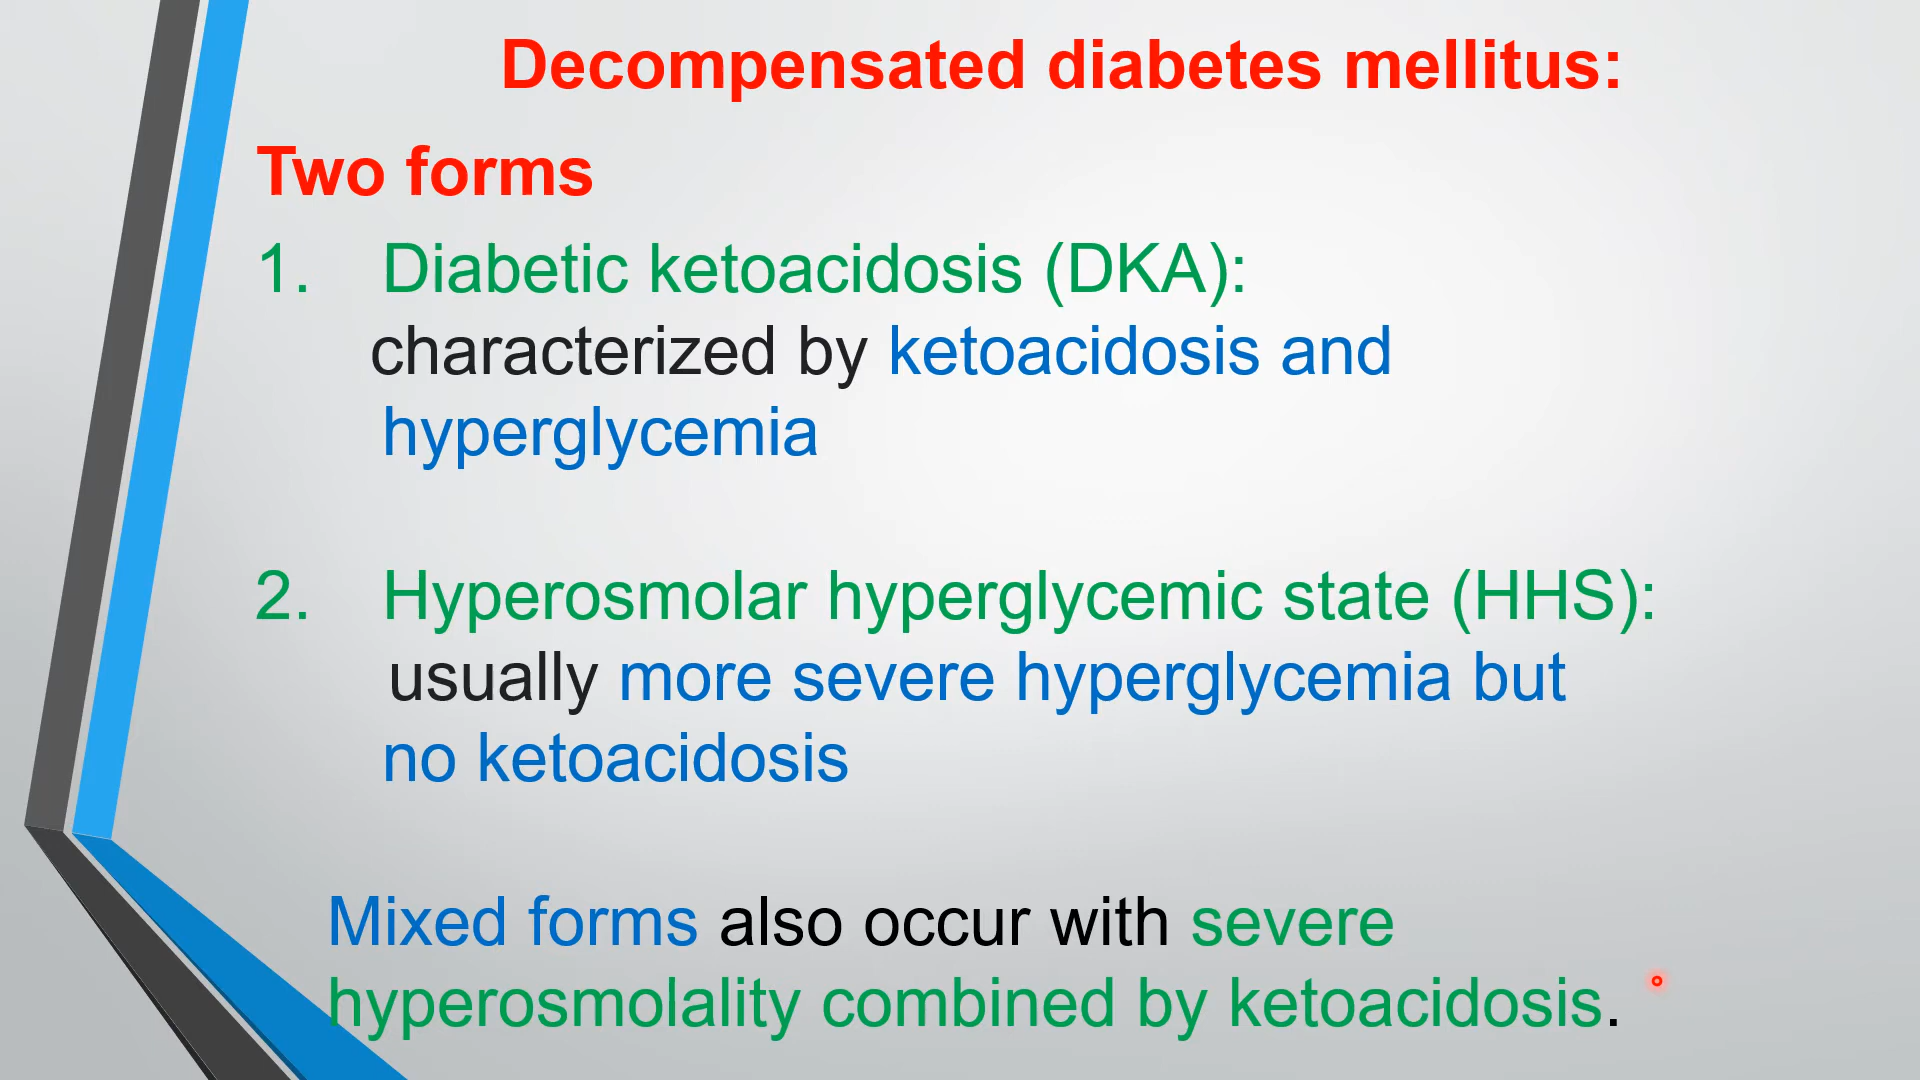 Decompensated diabetes mellitus:
Two forms
1. Diabetic ketoacidosis (DKA):
characterized by ketoacidosis and
hyperglycemia
2. Hyperosmolar hyperglycemic state (HHS):
usually more severe hyperglycemia but
no ketoacidosis
Mixed forms also occur with severe
hyperosmolality combined by ketoacidosis.